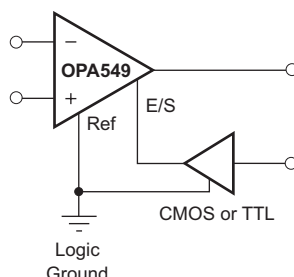 −
OPA549
+
Ref
E/S
CMOS or TTL
Logic
Ground